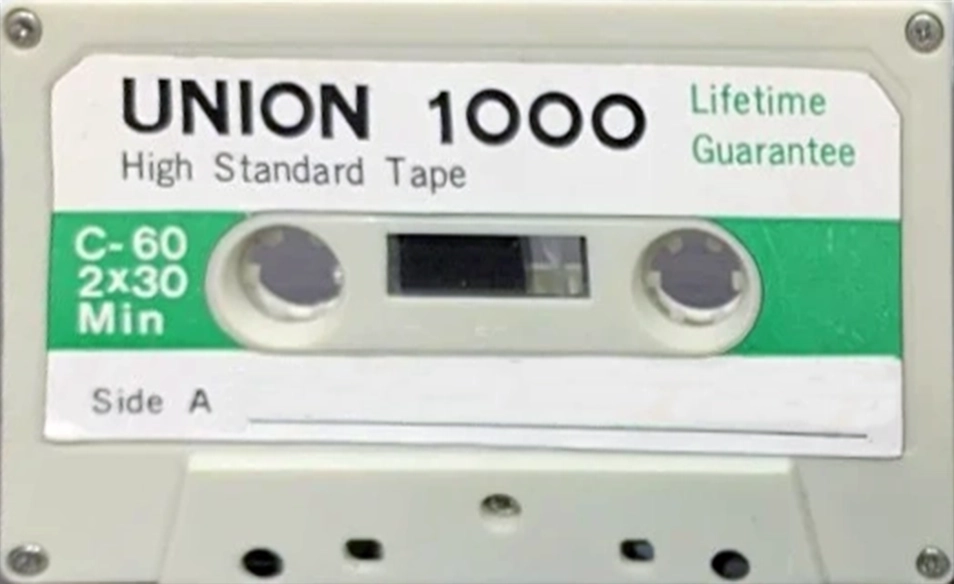 UNION 1000
High Standard Tape
Lifetime
Guarantee
C-60
2x30
Min
Side A